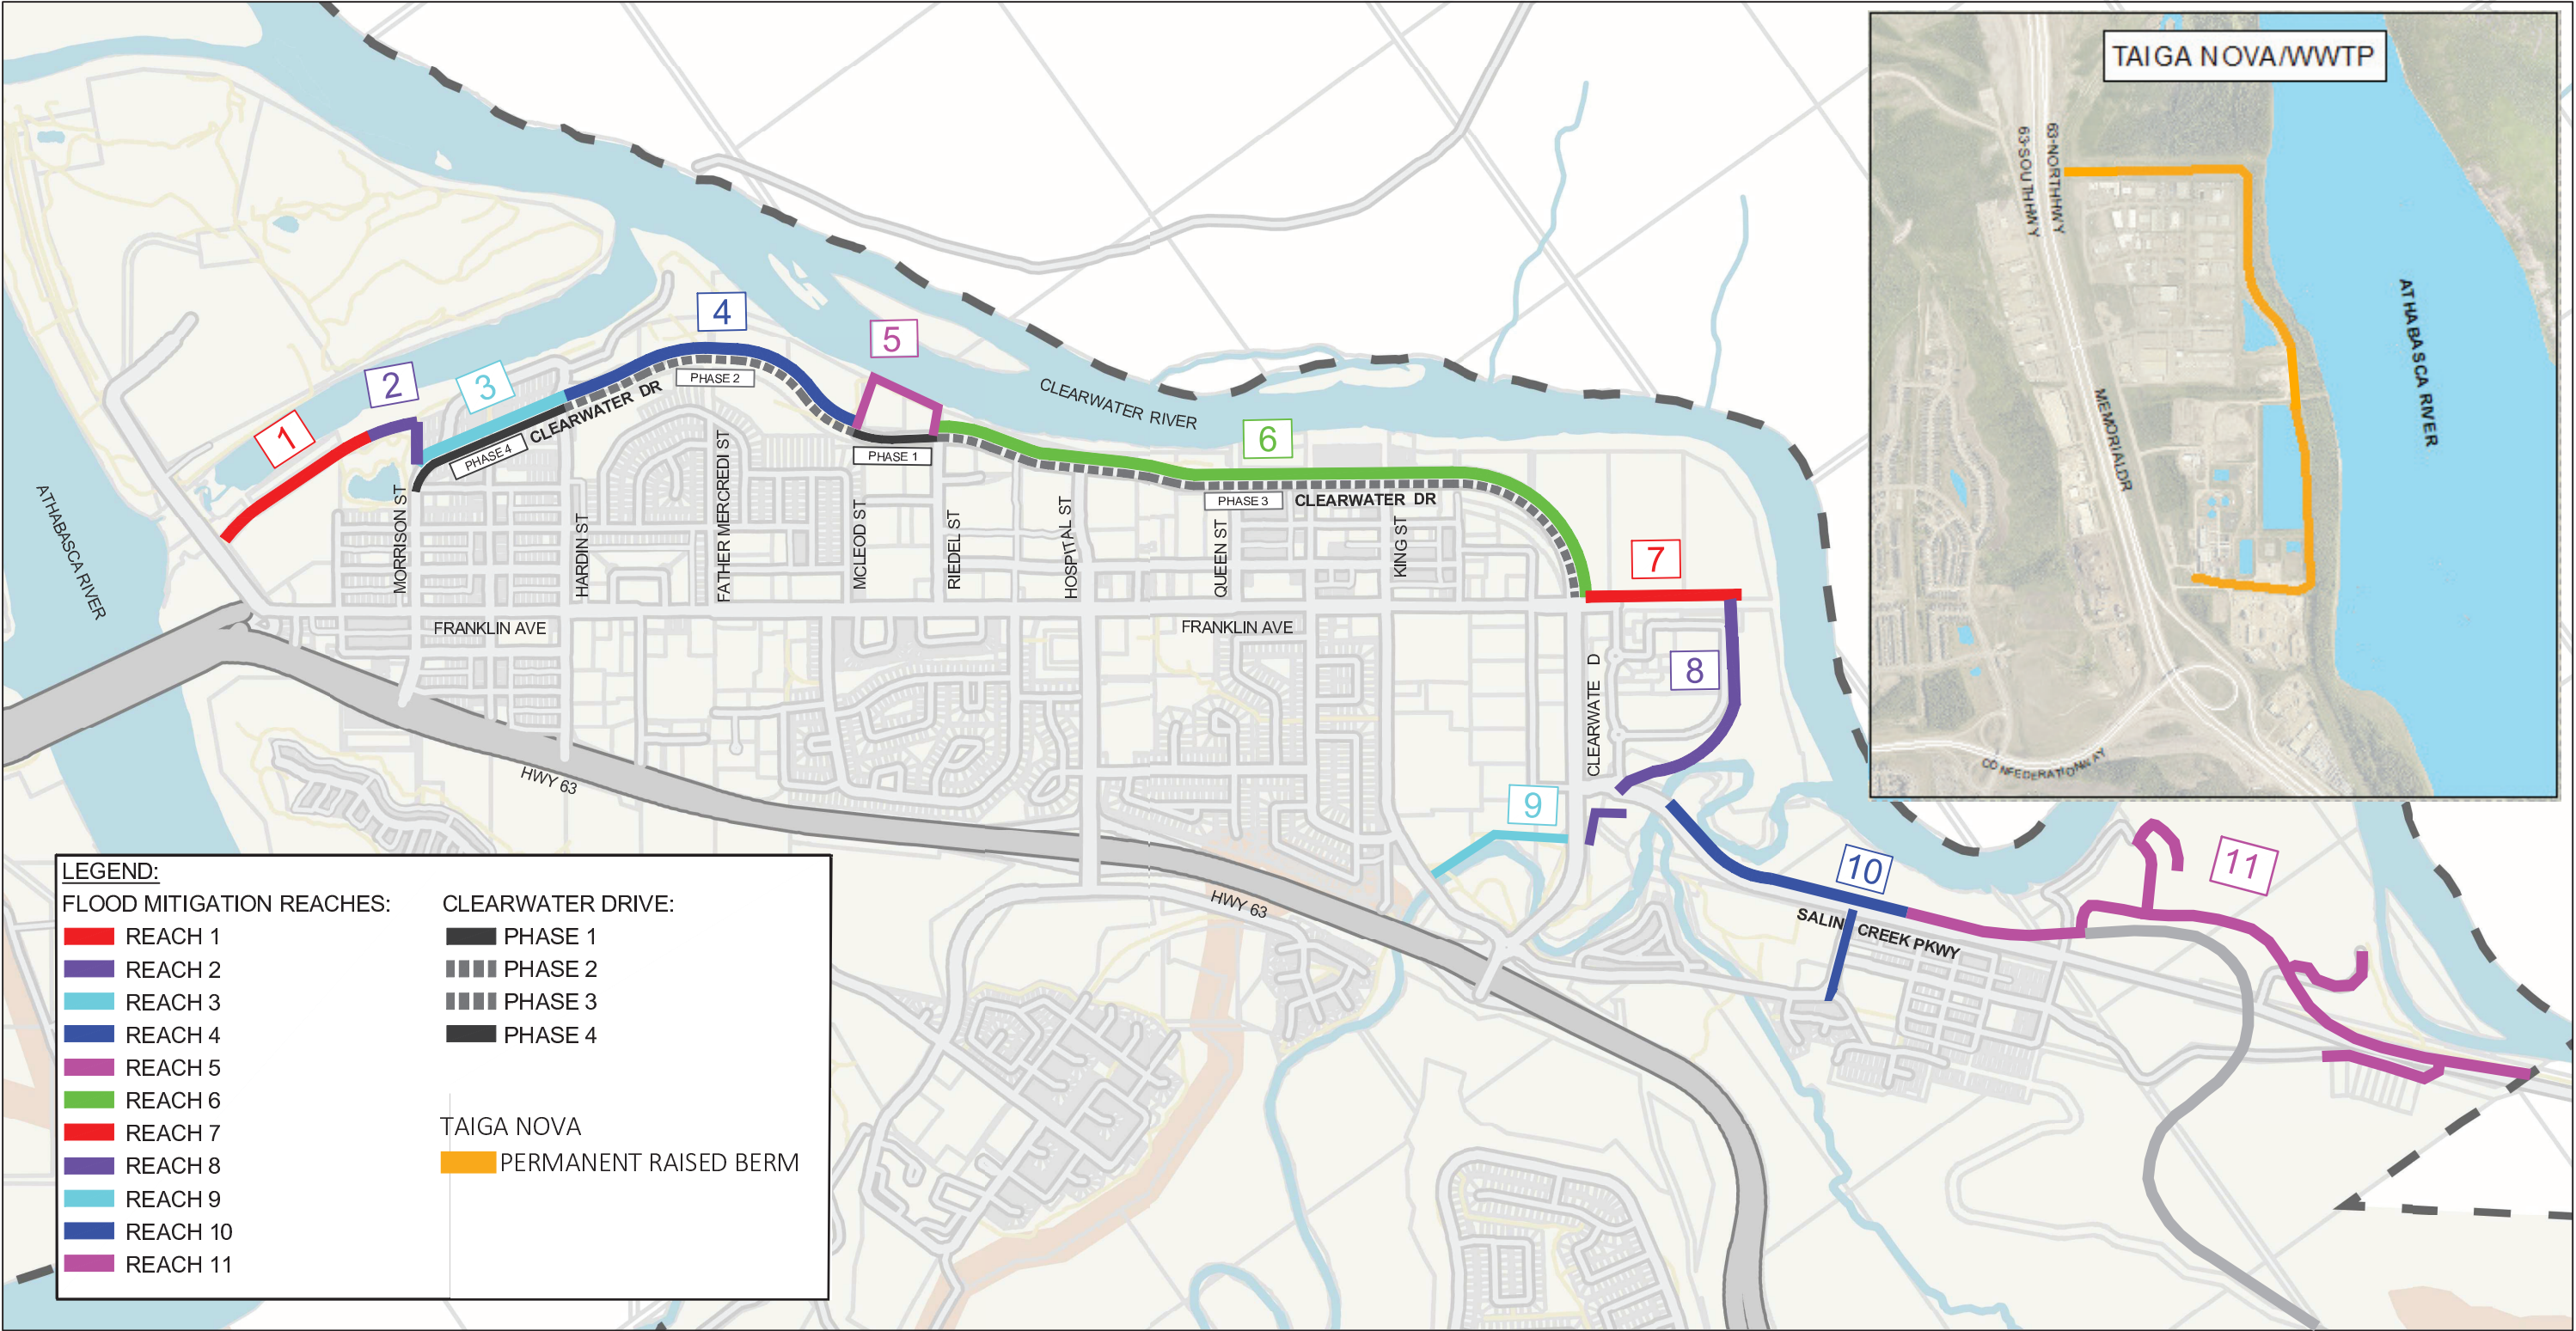 TAIGA NOVA/WWTP
63-SOUTHHWY
63-NORTHHWY
MEMORIALDR
ATHABASCA RIVER
CONFEDERATIONWAY
1
2
3
4
5
6
7
8
9
10
11
PHASE 4
CLEARWATER DR
PHASE 2
PHASE 1
PHASE 3
CLEARWATER DR
CLEARWATER RIVER
ATHABASCA RIVER
MORRISON ST
HARDIN ST
FATHER MERCREDI ST
MCLEOD ST
RIEDEL ST
HOSPITAL ST
QUEEN ST
KING ST
FRANKLIN AVE
FRANKLIN AVE
CLEARWATE D
HWY 63
HWY 63
SALIN CREEK PKWY
LEGEND:
FLOOD MITIGATION REACHES:
REACH 1
REACH 2
REACH 3
REACH 4
REACH 5
REACH 6
REACH 7
REACH 8
REACH 9
REACH 10
REACH 11
CLEARWATER DRIVE:
PHASE 1
PHASE 2
PHASE 3
PHASE 4
TAIGA NOVA
PERMANENT RAISED BERM